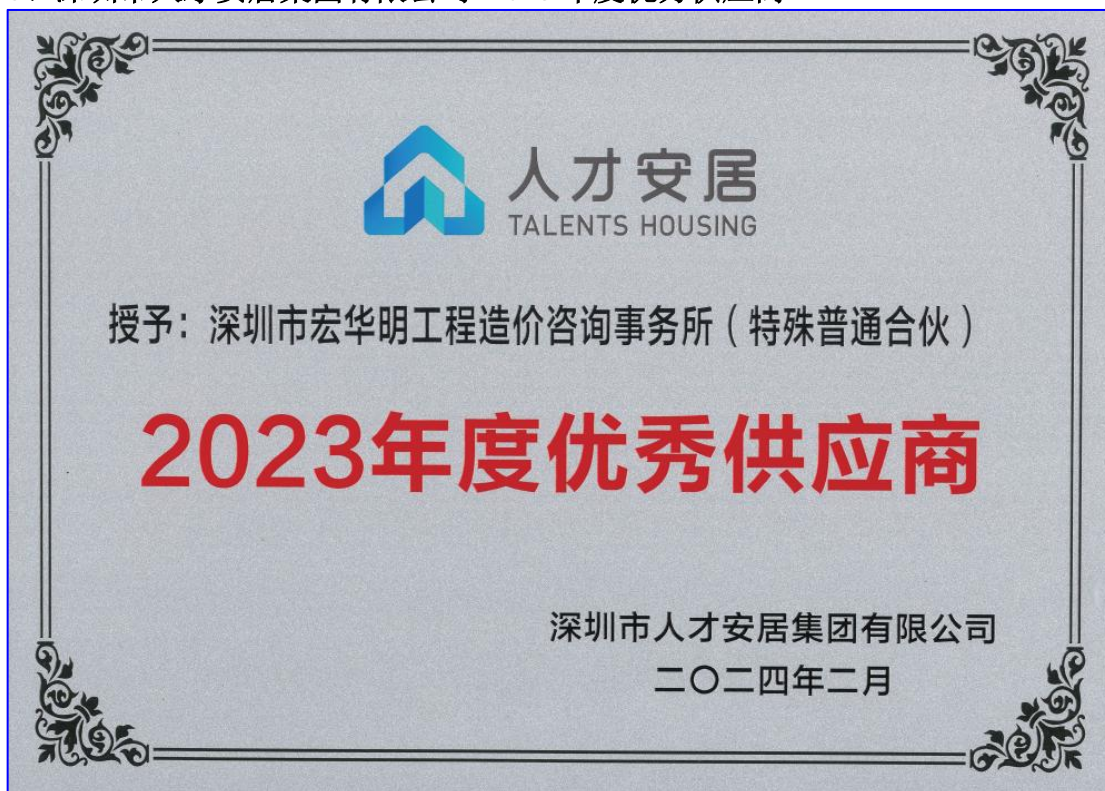 人才安居
TALENTS HOUSING
授予：深圳市宏华明工程造价咨询事务所（特殊普通合伙）
2023年度优秀供应商
深圳市人才安居集团有限公司
二〇二四年二月